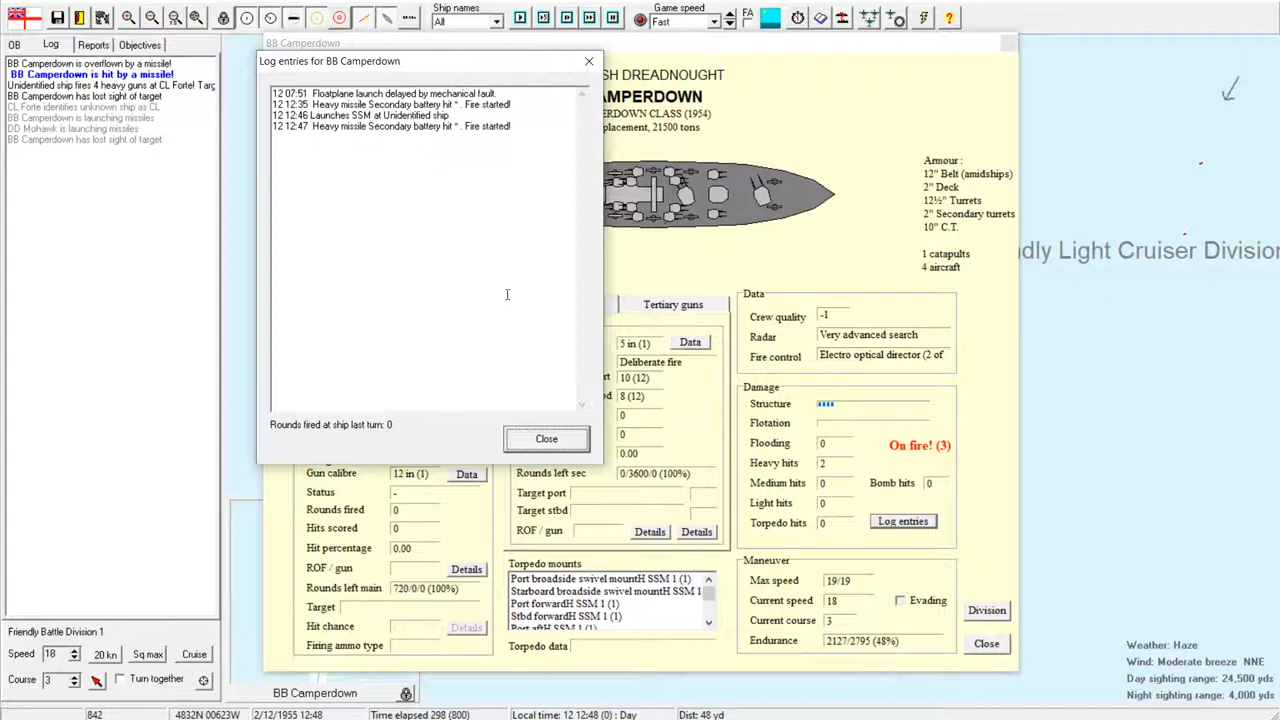 Ship names
All
Game speed
Fast
FA
OB
Log
Reports
Objectives
BB Camperdown is overflown by a missile!
BB Camperdown is hit by a missile!
Unidentified ship fires 4 heavy guns at CL Forte! Targ
BB Camperdown has lost sight of target
CL Forte identifies unknown ship as CL
BB Camperdown is launching missiles
DD Mohawk is launching missiles
BB Camperdown has lost sight of target
BB Camperdown
Log entries for BB Camperdown
12 07:51 Floatplane launch delayed by mechanical fault.
12 12:35 Heavy missile Secondary battery hit * . Fire started!
12 12:46 Launches SSM at Unidentified ship
12 12:47 Heavy missile Secondary battery hit * . Fire started!
Rounds fired at ship last turn: 0
Close
SH DREADNOUGHT
AMPERDOWN
ERDOWN CLASS (1954)
placement, 21500 tons
Armour :
12" Belt (amidships)
2" Deck
12½" Turrets
2" Secondary turrets
10" C.T.
1 catapults
4 aircraft
dly Light Cruiser Division
Tertiary guns
5 in (1)
Data
Deliberate fire
rt 10 (12)
bd 8 (12)
0
0
0.00
Rounds left sec 0/3600/0 (100%)
Target port
Target stbd
ROF / gun
Details
Details
Gun calibre 12 in (1) Data
Status -
Rounds fired 0
Hits scored 0
Hit percentage 0.00
ROF / gun
Details
Rounds left main 720/0/0 (100%)
Target
Hit chance
Details
Firing ammo type
Torpedo mounts
Port broadside swivel mountH SSM 1 (1)
Starboard broadside swivel mountH SSM 1
Port forwardH SSM 1 (1)
Stbd forwardH SSM 1 (1)
Port aftH SSM 1 (1)
Torpedo data
Data
Crew quality -1
Radar Very advanced search
Fire control Electro optical director (2 of
Damage
Structure
Flotation
Flooding 0
On fire! (3)
Heavy hits 2
Medium hits 0
Bomb hits 0
Light hits 0
Torpedo hits 0
Log entries
Maneuver
Max speed 19/19
Current speed 18
Evading
Current course 3
Endurance 2127/2795 (48%)
Division
Close
Friendly Battle Division 1
Speed 18
20 kn
Sq max
Cruise
Course 3
Turn together
BB Camperdown
Weather: Haze
Wind: Moderate breeze NNE
Day sighting range: 24,500 yds
Night sighting range: 4,000 yds
842
4832N 00623W
2/12/1955 12:48
Time elapsed 298 (800)
Local time: 12 12:48 (0) : Day
Dist: 48 yd